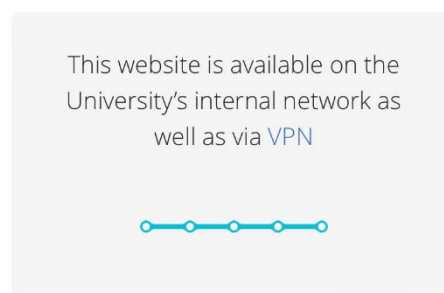 This website is available on the
University’s internal network as
well as via VPN